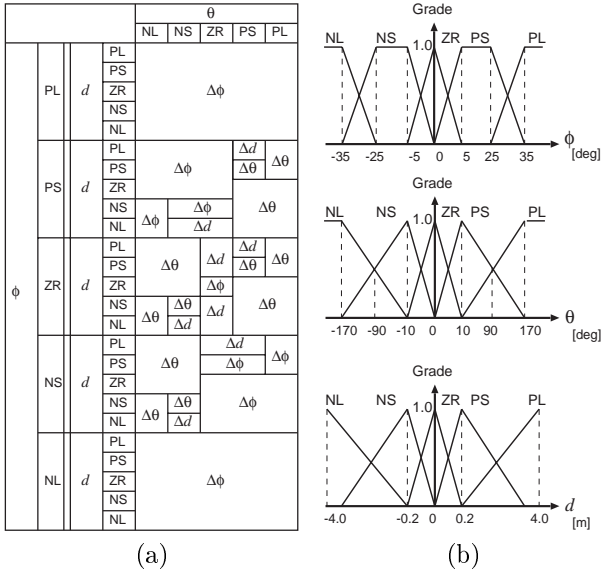 θ
NL NS ZR PS PL
ϕ
PL d PL PS ZR NS NL Δϕ
PS d PL PS ZR NS NL
Δϕ Δd Δθ Δθ
Δϕ Δϕ Δd Δθ
ZR d PL PS ZR NS NL
Δθ Δd Δd Δθ Δθ
Δϕ
Δθ Δθ Δd Δd Δθ
NS d PL PS ZR NS NL
Δθ Δd Δϕ Δϕ
Δθ Δθ Δd Δϕ
NL d PL PS ZR NS NL Δϕ
(a)
Grade
NL NS 1.0 ZR PS PL
ϕ
-35 -25 -5 0 5 25 35 [deg]
Grade
NL NS 1.0 ZR PS PL
θ
-170 -90 -10 0 10 90 170 [deg]
Grade
NL NS 1.0 ZR PS PL
d
-4.0 -0.2 0 0.2 4.0 [m]
(b)